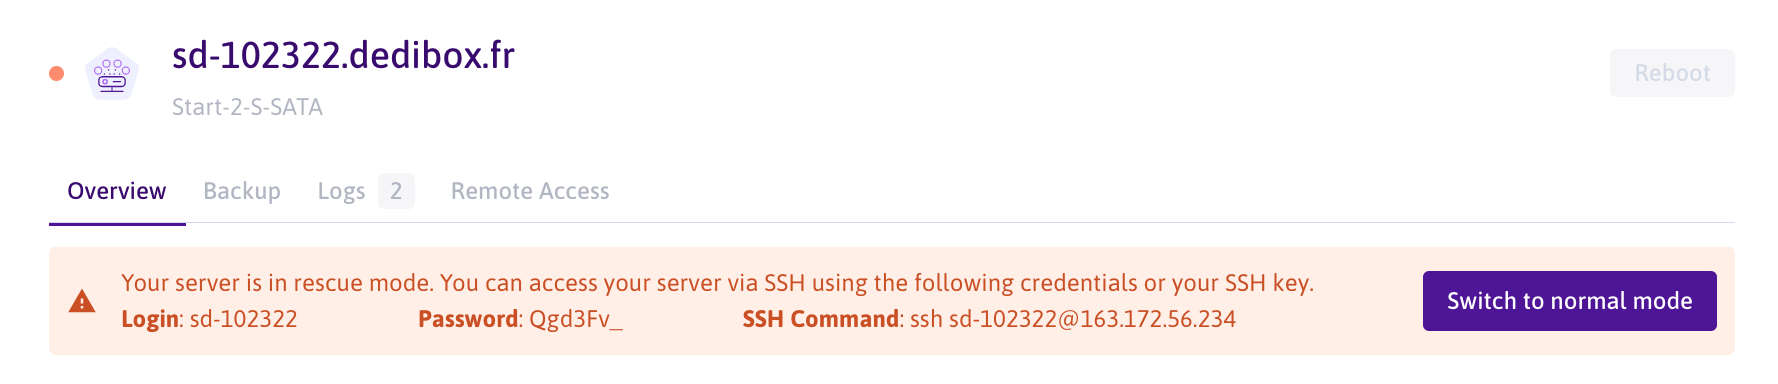 sd-102322.dedibox.fr
Start-2-S-SATA
Reboot
Overview Backup Logs 2 Remote Access
Your server is in rescue mode. You can access your server via SSH using the following credentials or your SSH key.
Login: sd-102322 Password: Qgd3Fv_ SSH Command: ssh sd-102322@163.172.56.234
Switch to normal mode